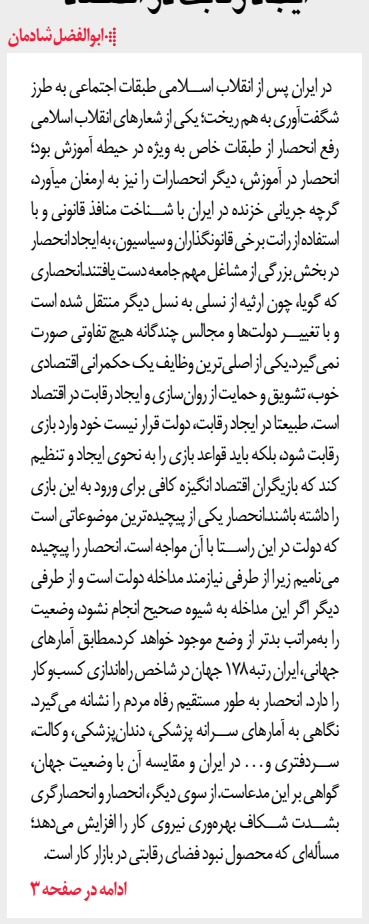 ابوالفضل شادمان
در ایران پس از انقلاب اســلامی طبقات اجتماعی به طرز
شگفت‌آوری به هم ریخت؛ یکی از شعارهای انقلاب اسلامی
رفع انحصار از طبقات خاص به ویژه در حیطه آموزش بود؛
انحصار در آموزش، دیگر انحصارات را نیز به ارمغان میآورد،
گرچه جریانی خزنده در ایران با شــناخت منافذ قانونی و با
استفاده از رانت برخی قانونگذاران و سیاسیون، به ایجاد انحصار
در بخش بزرگی از مشاغل مهم جامعه دست یافتند.انحصاری
که گویا، چون ارثیه از نسلی به نسل دیگر منتقل شده است
و با تغییــر دولت‌ها و مجالس چندگانه هیچ تفاوتی صورت
نمی‌گیرد.یکی از اصلی‌ترین وظایف یک حکمرانی اقتصادی
خوب، تشویق و حمایت از روان‌سازی و ایجاد رقابت در اقتصاد
است. طبیعتا در ایجاد رقابت، دولت قرار نیست خود وارد بازی
رقابت شود، بلکه باید قواعد بازی را به نحوی ایجاد و تنظیم
کند که بازیگران اقتصاد انگیزه کافی برای ورود به این بازی
را داشته باشند.انحصار یکی از پیچیده‌ترین موضوعاتی است
که دولت در این راســتا با آن مواجه است. انحصار را پیچیده
می‌نامیم زیرا از طرفی نیازمند مداخله دولت است و از طرفی
دیگر اگر این مداخله به شیوه صحیح انجام نشود، وضعیت
را به‌مراتب بدتر از وضع موجود خواهد کرد.مطابق آمارهای
جهانی، ایران رتبه ۱۷۸ جهان در شاخص راه‌اندازی کسب‌وکار
را دارد. انحصار به طور مستقیم رفاه مردم را نشانه می‌گیرد.
نگاهی به آمارهای ســرانه پزشکی، دندان‌پزشکی، وکالت،
ســردفتری و... در ایران و مقایسه آن با وضعیت جهان،
گواهی بر این مدعاست.از سوی دیگر، انحصار و انحصارگری
بشــدت شــکاف بهره‌وری نیروی کار را افزایش می‌دهد؛
مسأله‌ای که محصول نبود فضای رقابتی در بازار کار است.
ادامه در صفحه ۳